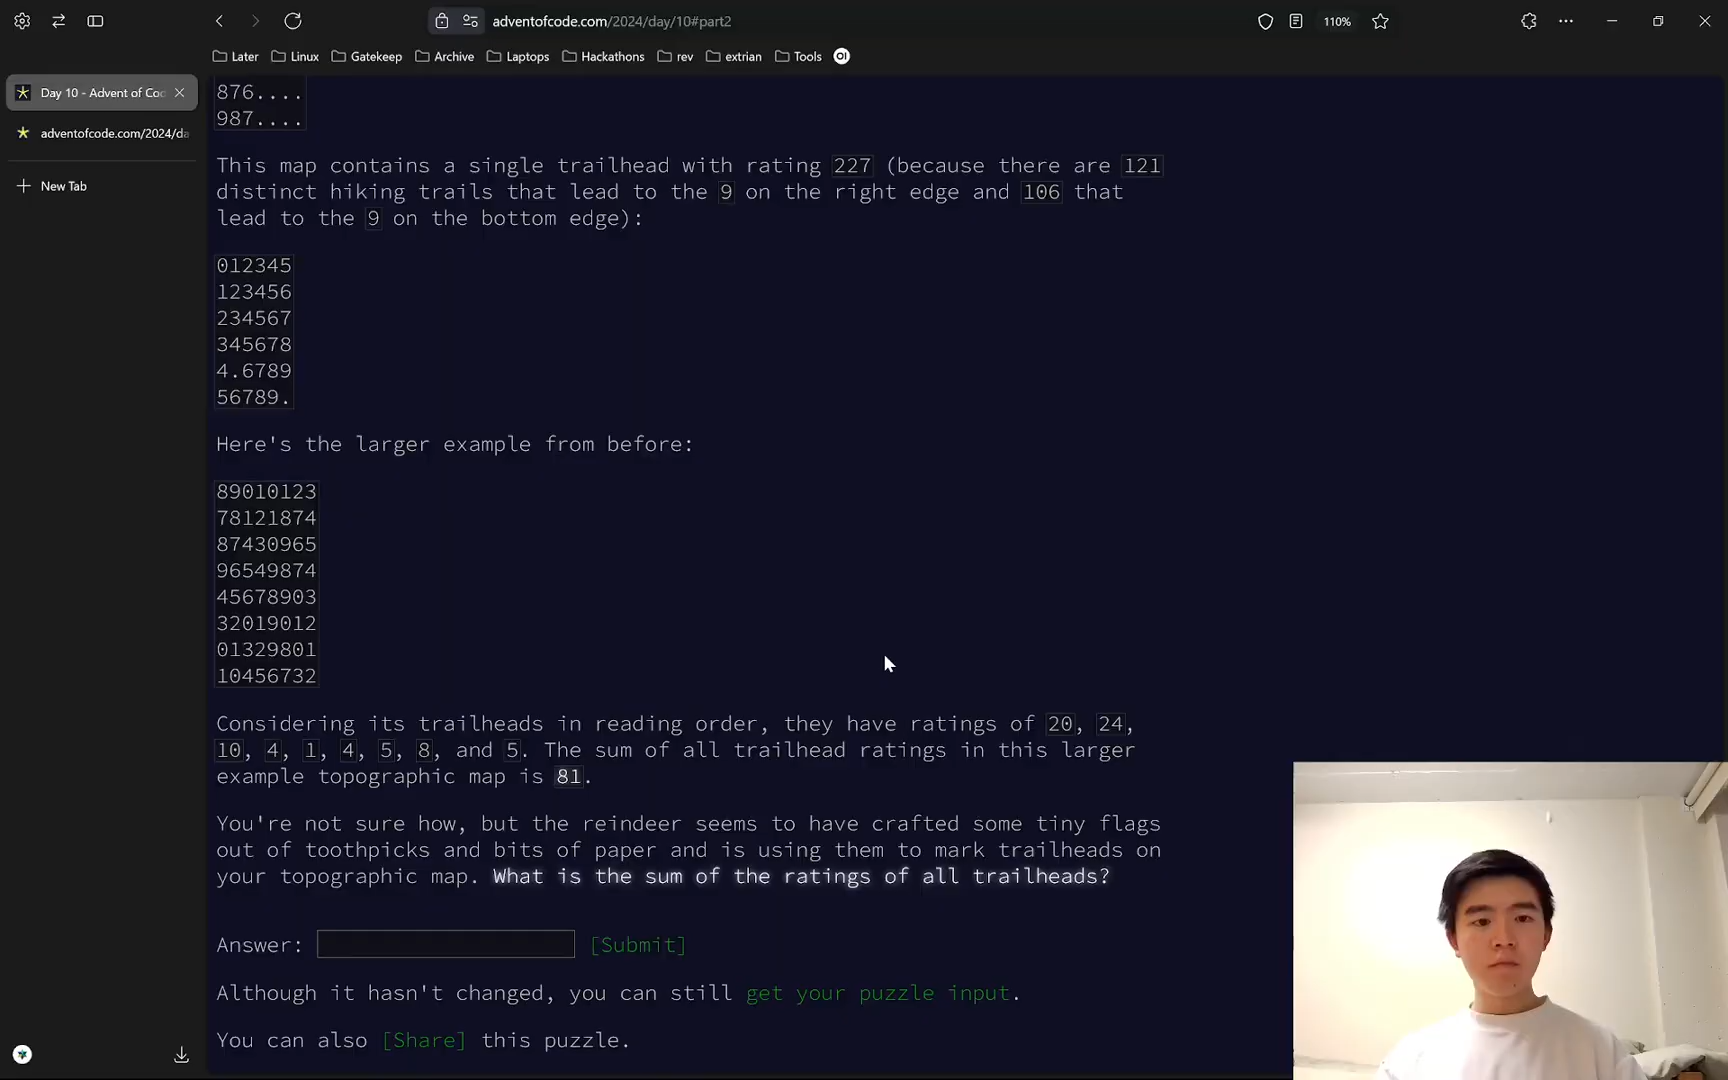 adventofcode.com/2024/day/10#part2
110%
Later
Linux
Gatekeep
Archive
Laptops
Hackathons
rev
extrian
Tools
Day 10 - Advent of Coc
adventofcode.com/2024/da
New Tab
876....
987....
This map contains a single trailhead with rating 227 (because there are 121
distinct hiking trails that lead to the 9 on the right edge and 106 that
lead to the 9 on the bottom edge):
012345
123456
234567
345678
4.6789
56789.
Here's the larger example from before:
89010123
78121874
87430965
96549874
45678903
32019012
01329801
10456732
Considering its trailheads in reading order, they have ratings of 20, 24,
10, 4, 1, 4, 5, 8, and 5. The sum of all trailhead ratings in this larger
example topographic map is 81.
You're not sure how, but the reindeer seems to have crafted some tiny flags
out of toothpicks and bits of paper and is using them to mark trailheads on
your topographic map. What is the sum of the ratings of all trailheads?
Answer: [Submit]
Although it hasn't changed, you can still get your puzzle input.
You can also [Share] this puzzle.